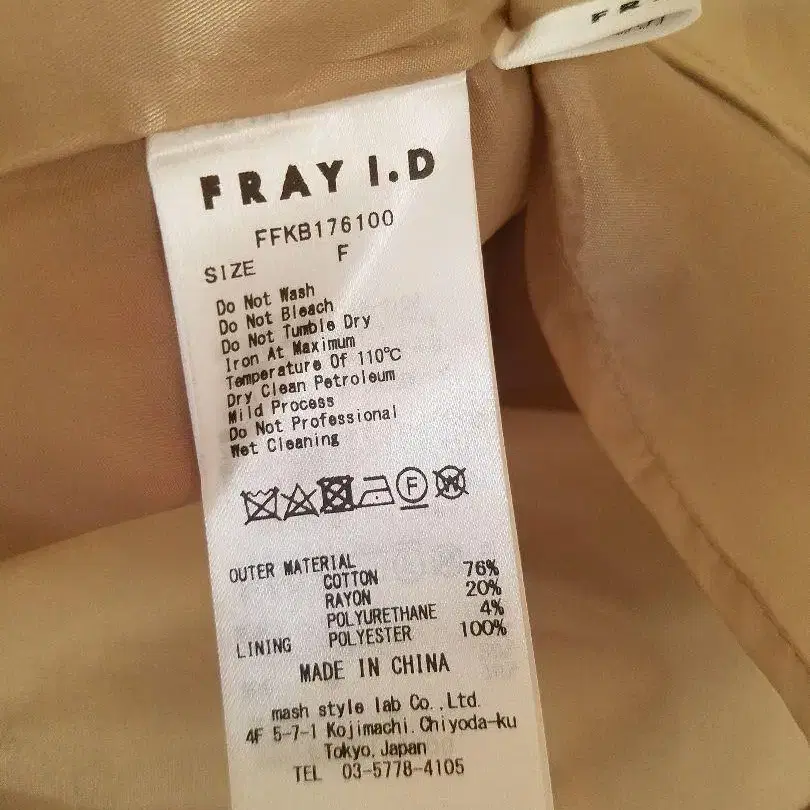 FRAY I.D
FFKB176100
SIZE F
Do Not Wash
Do Not Bleach
Do Not Tumble Dry
Iron At Maximum
Temperature Of 110℃
Dry Clean Petroleum
Mild Process
Do Not Professional
Wet Cleaning
F W
OUTER MATERIAL
COTTON 76%
RAYON 20%
POLYURETHANE 4%
LINING POLYESTER 100%
MADE IN CHINA
mash style lab Co.,Ltd.
4F 5-7-1 Kojimachi.Chiyoda-ku
Tokyo,Japan
TEL 03-5778-4105